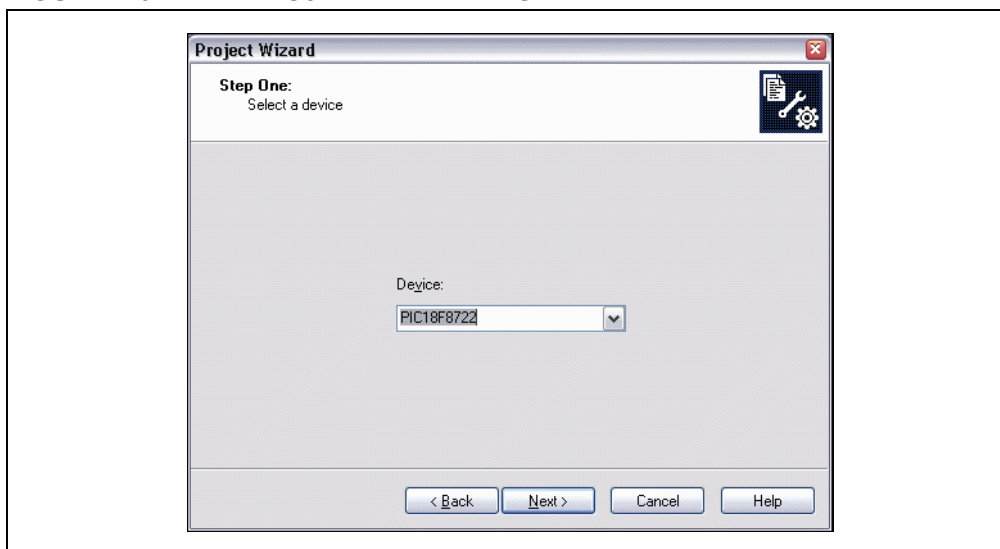 Project Wizard
Step One:
Select a device
Device:
PIC18F8722
< Back Next > Cancel Help